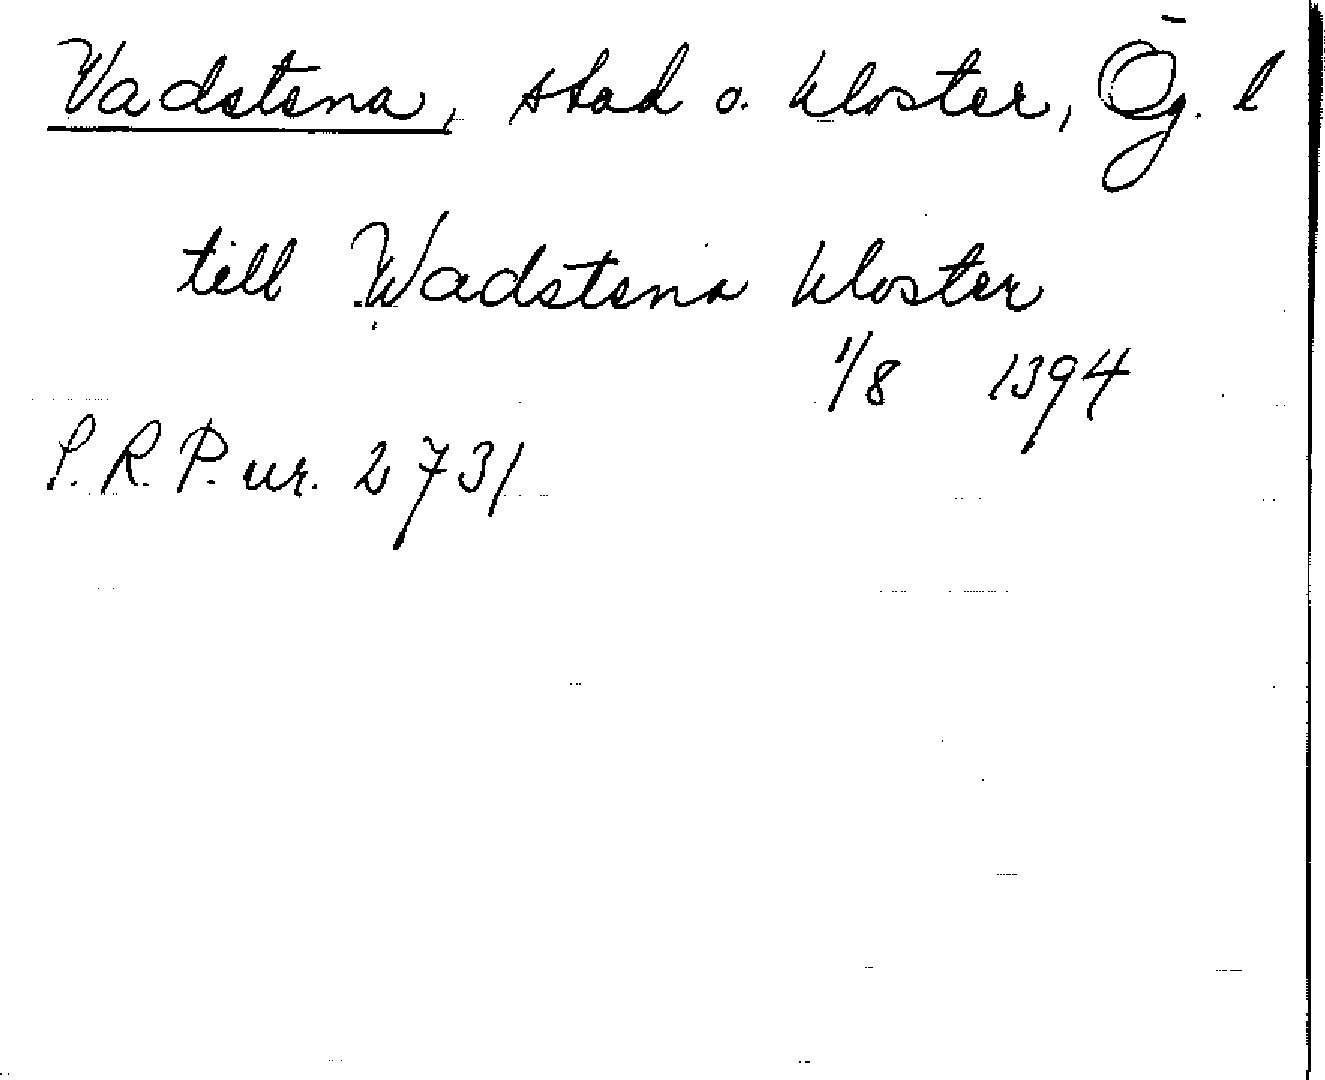 Vadstena, stad o. kloster, Ög. l
till Wadstena kloster
1/8 1394
P.R.P. nr. 2731